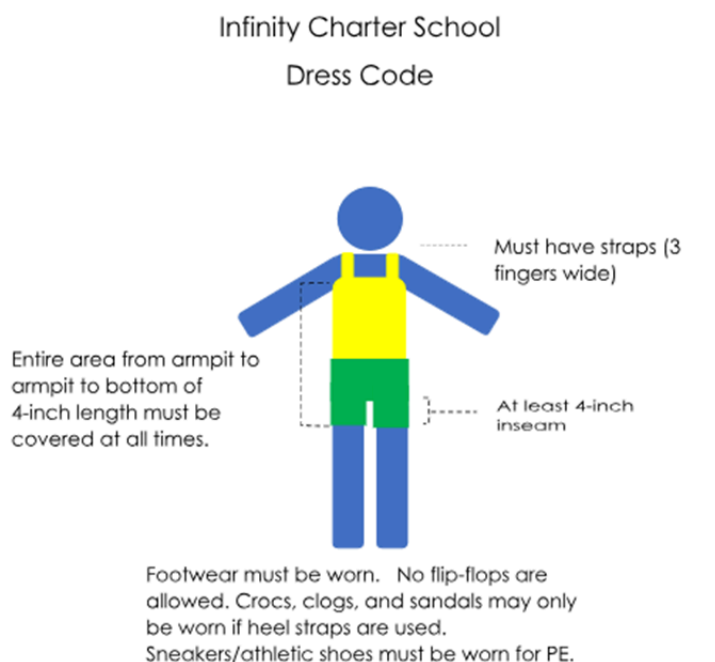 Infinity Charter School
Dress Code
Must have straps (3
fingers wide)
Entire area from armpit to
armpit to bottom of
4-inch length must be
covered at all times.
At least 4-inch
inseam
Footwear must be worn.   No flip-flops are
allowed. Crocs, clogs, and sandals may only
be worn if heel straps are used.
Sneakers/athletic shoes must be worn for PE.